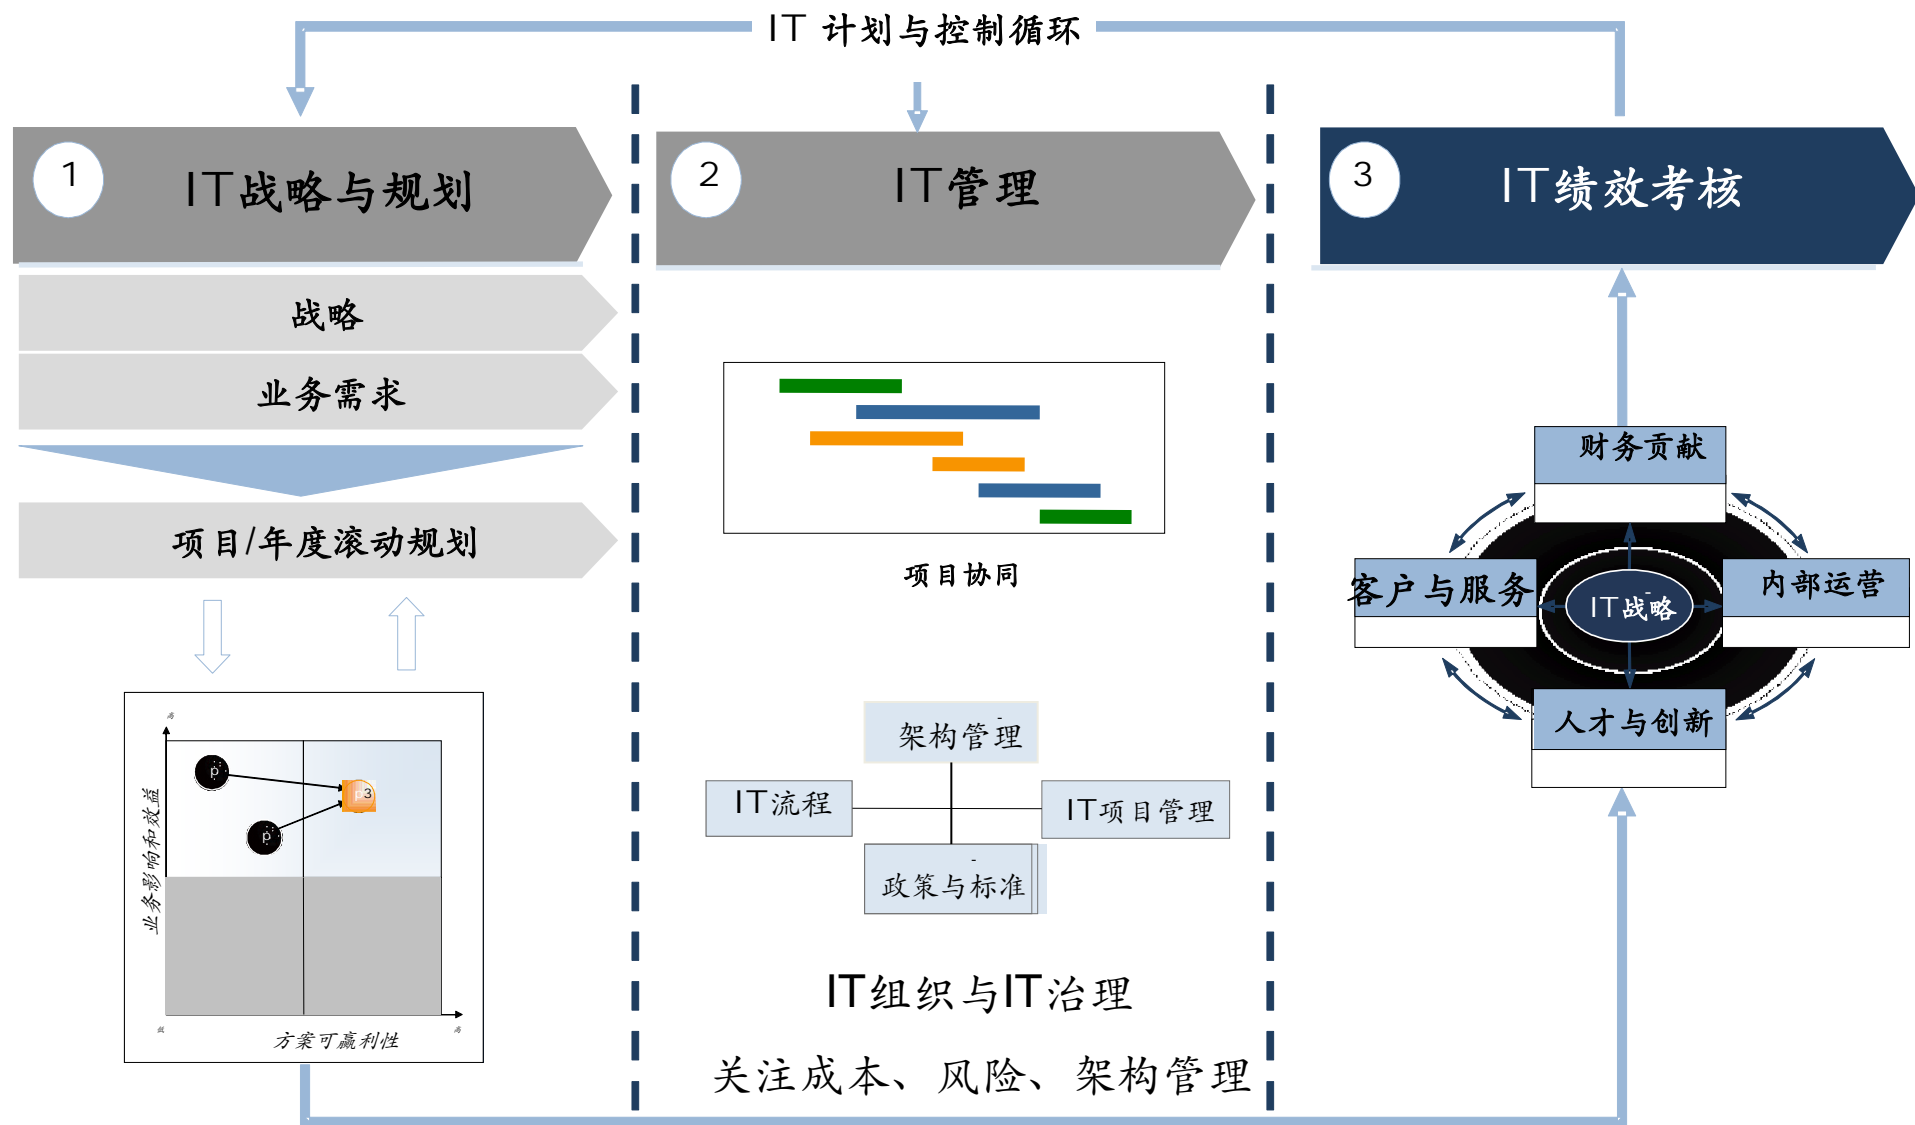 IT 计划与控制循环
1
IT战略与规划
战略
业务需求
项目/年度滚动规划
高
业务影响和效益
p
p3
p
低
方案可赢利性
高
2
IT管理
项目协同
架构管理
IT流程
IT项目管理
政策与标准
IT组织与IT治理
关注成本、风险、架构管理
3
IT绩效考核
财务贡献
客户与服务
IT战略
内部运营
人才与创新